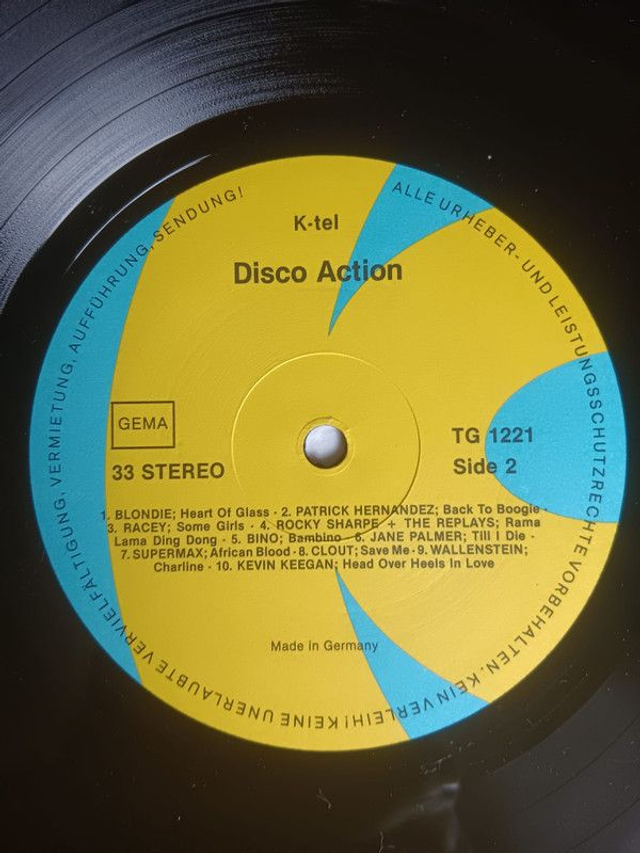 K-tel
Disco Action
GEMA
33 STEREO
TG 1221
Side 2
1. BLONDIE; Heart Of Glass · 2. PATRICK HERNANDEZ; Back To Boogie ·
3. RACEY; Some Girls · 4. ROCKY SHARPE + THE REPLAYS; Rama
Lama Ding Dong · 5. BINO; Bambino · 6. JANE PALMER; Till I Die ·
7. SUPERMAX; African Blood · 8. CLOUT; Save Me · 9. WALLENSTEIN;
Charline · 10. KEVIN KEEGAN; Head Over Heels In Love
Made in Germany
ALLE URHEBER- UND LEISTUNGSSCHUTZRECHTE VORBEHALTEN. KEIN VERLEIH! KEINE UNERLAUBTE VERVIELFÄLTIGUNG, VERMIETUNG, AUFFÜHRUNG, SENDUNG!